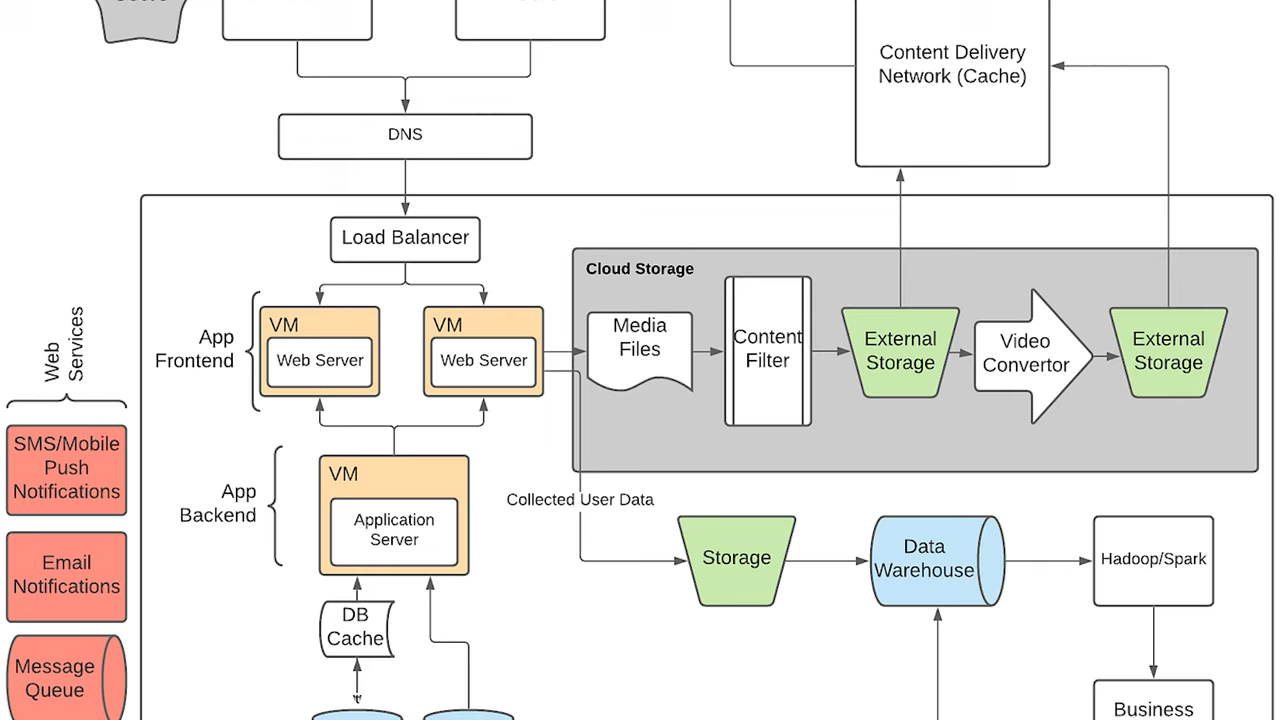 Content Delivery
Network (Cache)
DNS
Load Balancer
Cloud Storage
App
Frontend
VM
Web Server
VM
Web Server
Media
Files
Content
Filter
External
Storage
Video
Convertor
External
Storage
Web
Services
SMS/Mobile
Push
Notifications
App
Backend
VM
Application
Server
Collected User Data
Email
Notifications
Storage
Data
Warehouse
Hadoop/Spark
DB
Cache
Message
Queue
Business